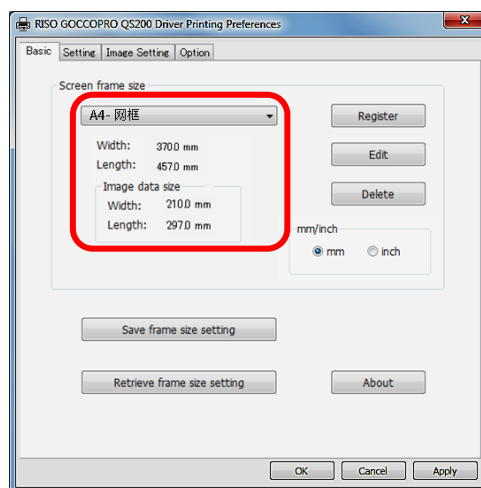 RISO GOCCOPRO QS200 Driver Printing Preferences
Basic Setting Image Setting Option
Screen frame size
A4- 网框 Register
Width: 370.0 mm
Edit
Length: 457.0 mm
Image data size
Delete
Width: 210.0 mm
Length: 297.0 mm
mm/inch
mm inch
Save frame size setting
Retrieve frame size setting About
OK Cancel Apply